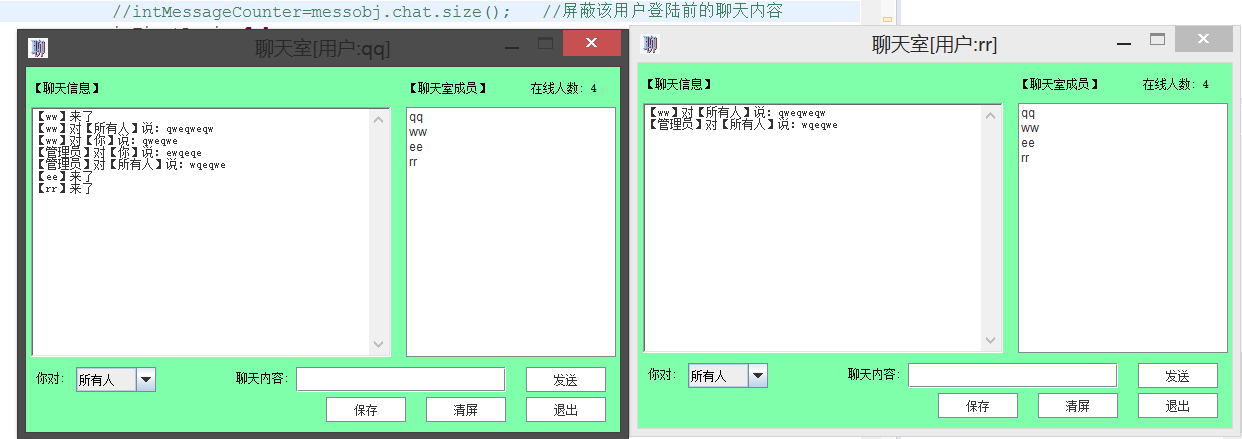 //intMessageCounter=messobj.chat.size();   //屏蔽该用户登陆前的聊天内容
聊
聊天室[用户:qq]
【聊天信息】
【聊天室成员】
在线人数: 4
【ww】来了
【ww】对【所有人】说: qweqweqw
【ww】对【你】说: qweqwe
【管理员】对【你】说: ewqeqe
【管理员】对【所有人】说: wqeqwe
【ee】来了
【rr】来了
qq
ww
ee
rr
你对:
所有人
聊天内容:
发送
保存
清屏
退出
聊
聊天室[用户:rr]
【聊天信息】
【聊天室成员】
在线人数: 4
【ww】对【所有人】说: qweqweqw
【管理员】对【所有人】说: wqeqwe
qq
ww
ee
rr
你对:
所有人
聊天内容:
发送
保存
清屏
退出